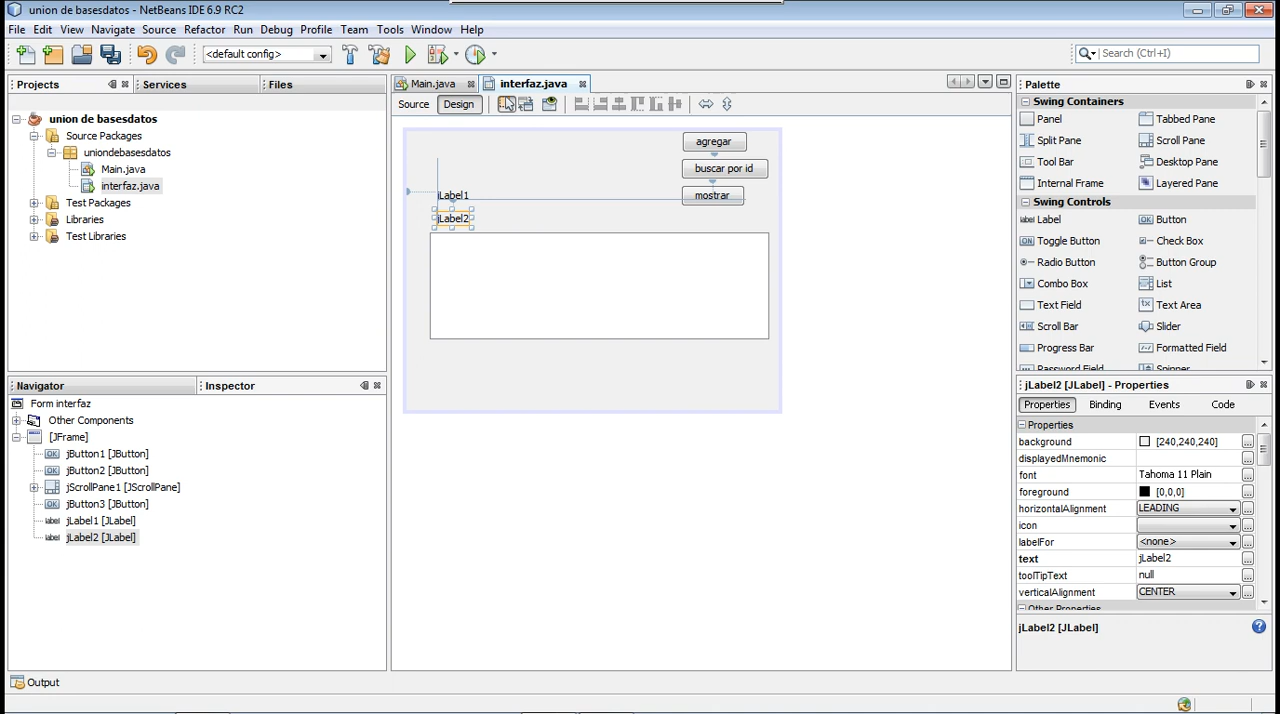 union de basesdatos - NetBeans IDE 6.9 RC2
File Edit View Navigate Source Refactor Run Debug Profile Team Tools Window Help
<default config>
Search (Ctrl+I)
Projects Services Files
union de basesdatos
Source Packages
uniondebasesdatos
Main.java
interfaz.java
Test Packages
Libraries
Test Libraries
Navigator Inspector
Form interfaz
Other Components
[JFrame]
jButton1 [JButton]
jButton2 [JButton]
jScrollPane1 [JScrollPane]
jButton3 [JButton]
jLabel1 [JLabel]
jLabel2 [JLabel]
Main.java interfaz.java
Source Design
agregar
buscar por id
jLabel1 mostrar
jLabel2
Palette
Swing Containers
Panel Tabbed Pane
Split Pane Scroll Pane
Tool Bar Desktop Pane
Internal Frame Layered Pane
Swing Controls
label Label OK Button
ON Toggle Button Check Box
Radio Button Button Group
Combo Box List
Text Field Text Area
Scroll Bar Slider
Progress Bar Formatted Field
Password Field Spinner
jLabel2 [JLabel] - Properties
Properties Binding Events Code
Properties
background [240,240,240]
displayedMnemonic
font Tahoma 11 Plain
foreground [0,0,0]
horizontalAlignment LEADING
icon
labelFor <none>
text jLabel2
toolTipText null
verticalAlignment CENTER
Other Properties
jLabel2 [JLabel]
Output